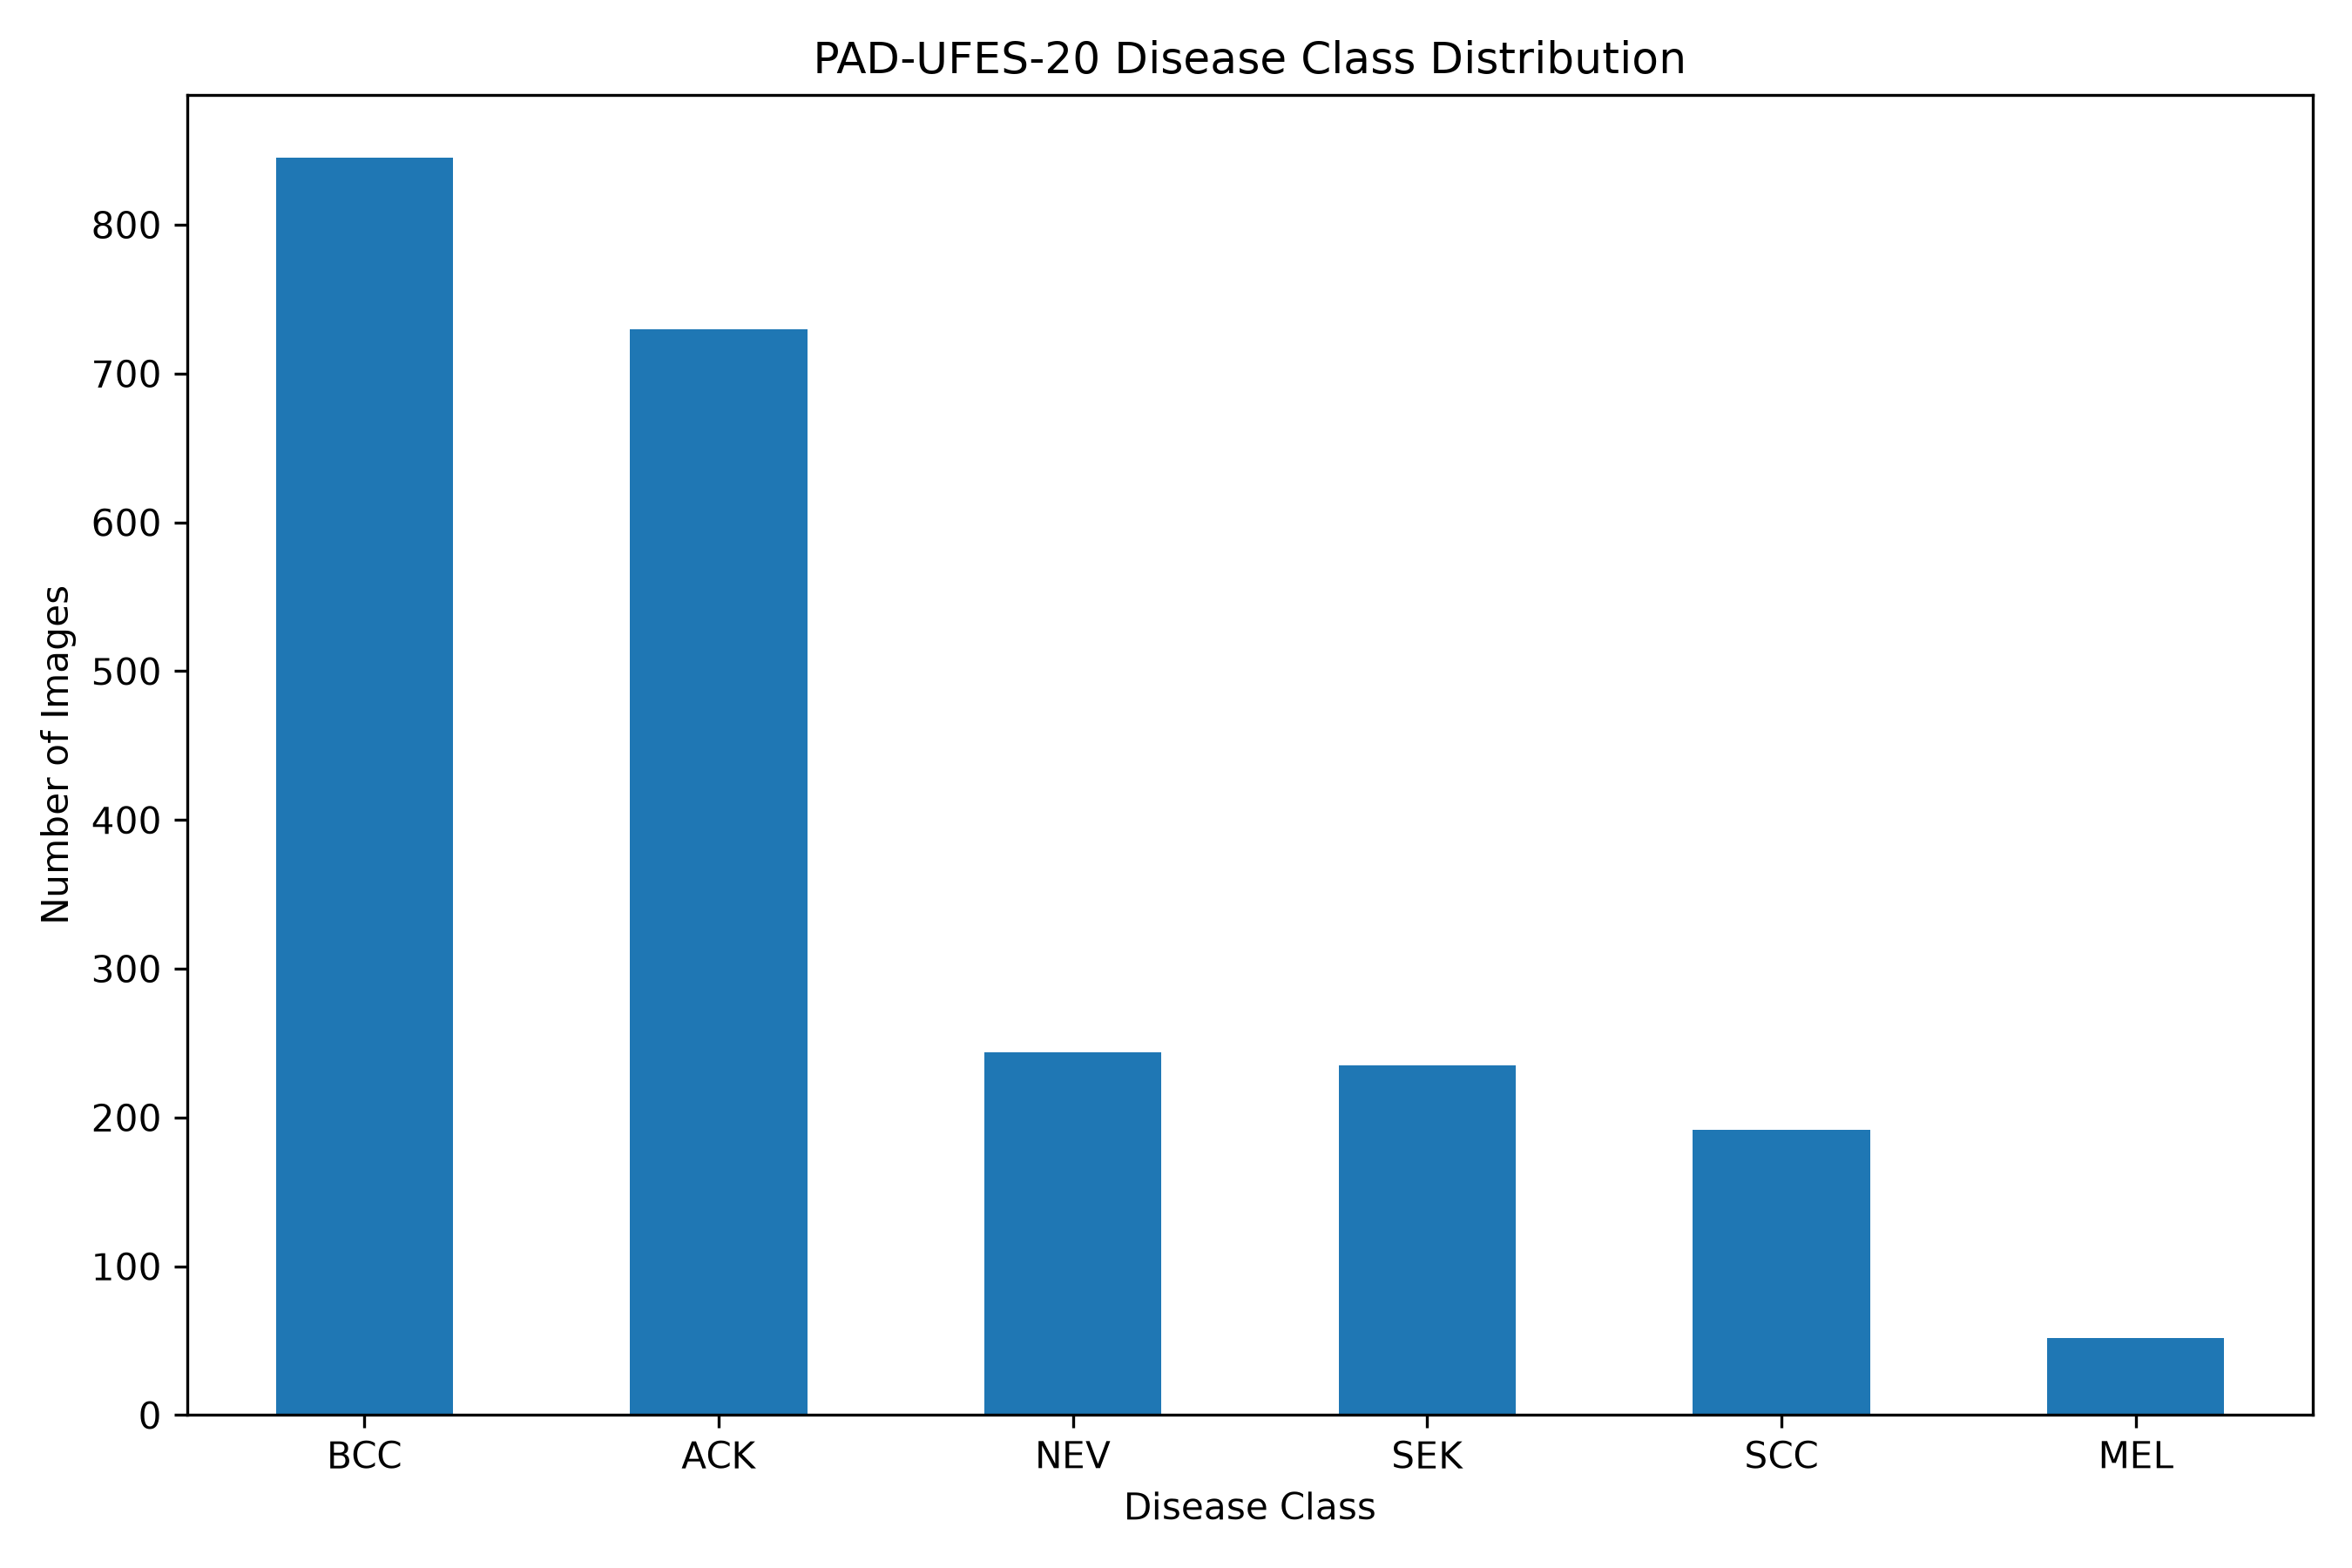 PAD-UFES-20 Disease Class Distribution
Number of Images
800
700
600
500
400
300
200
100
0
BCC ACK NEV SEK SCC MEL
Disease Class